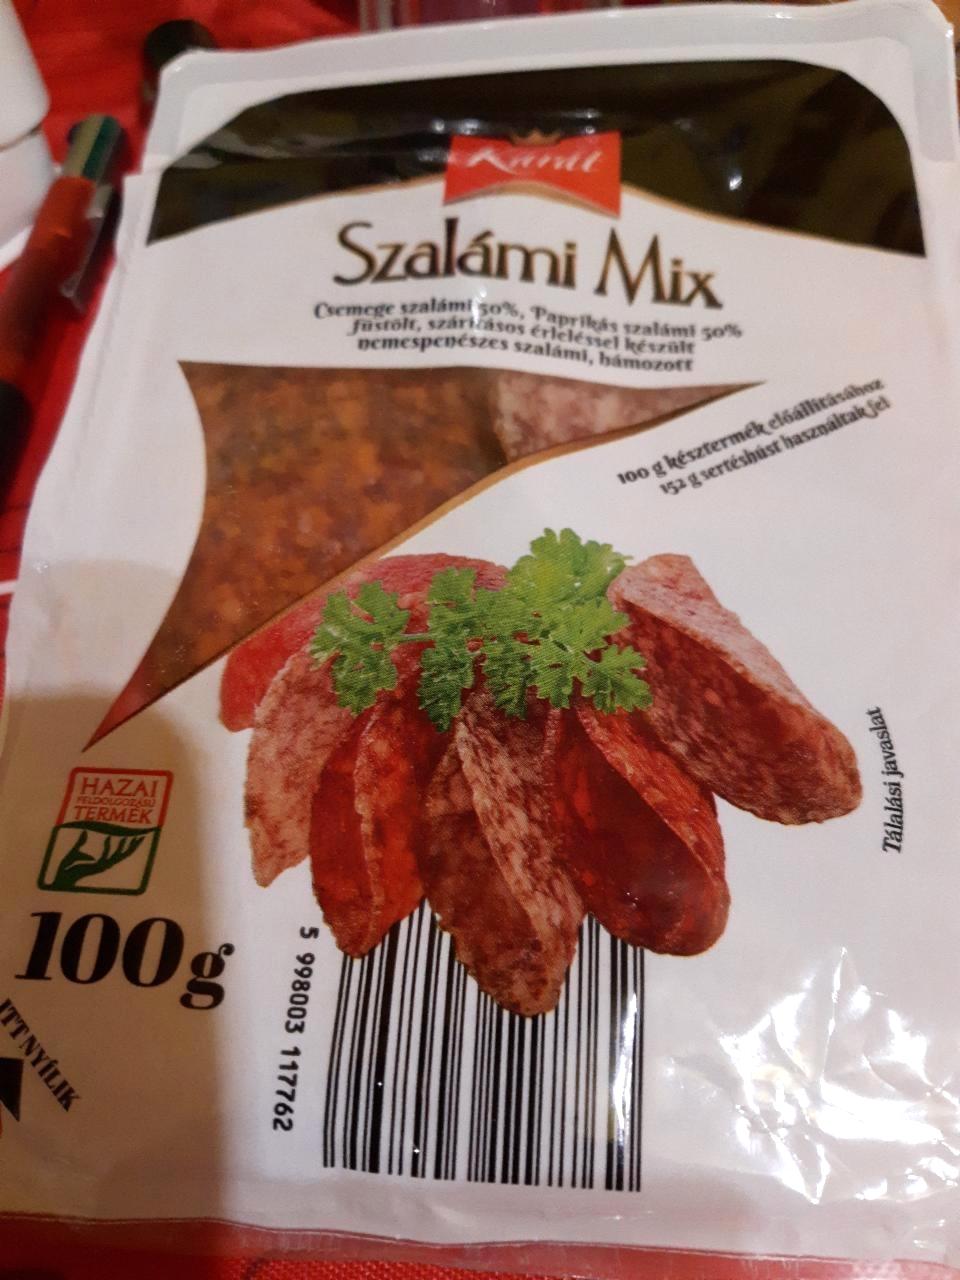 Karát
Szalámi Mix
Csemege szalámi 50%, Paprikás szalámi 50%
füstölt, szárításos érleléssel készült
nemespenészes szalámi, hámozott
100 g késztermék előállításához
152 g sertéshúst használtak fel
Tálalási javaslat
HAZAI
FELDOLGOZÁSÚ
TERMÉK
100g
ITT NYÍLIK
5 998003 117762